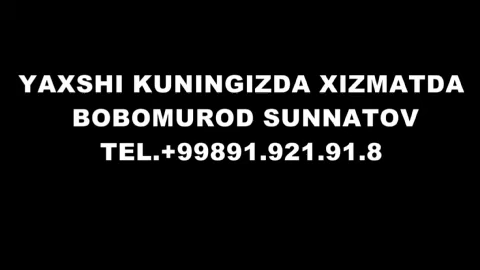 YAXSHI KUNINGIZDA XIZMATDA
BOBOMUROD SUNNATOV
TEL.+99891.921.91.8